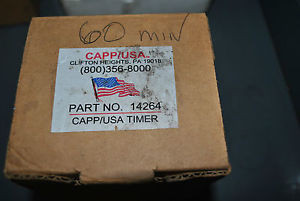 60 min
CAPP/USA.
CLIFTON HEIGHTS, PA 19018
(800)356-8000
PART NO. 14264
CAPP/USA TIMER